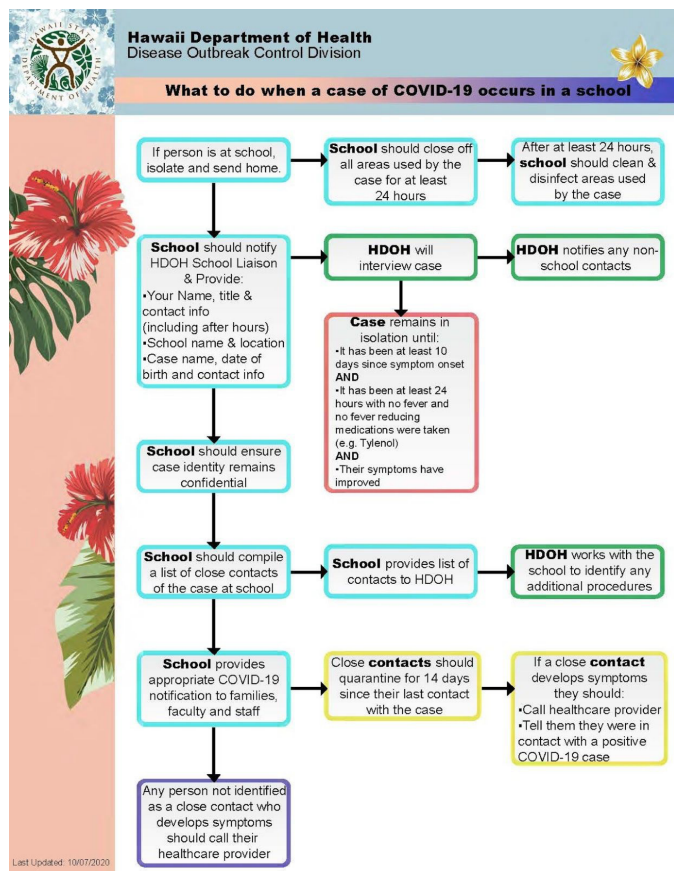 HAWAII STATE
DEPARTMENT OF HEALTH
Hawaii Department of Health
Disease Outbreak Control Division
What to do when a case of COVID-19 occurs in a school
If person is at school,
isolate and send home.
School should close off
all areas used by the
case for at least
24 hours
After at least 24 hours,
school should clean &
disinfect areas used
by the case
School should notify
HDOH School Liaison
& Provide:
▪Your Name, title &
contact info
(including after hours)
▪School name & location
▪Case name, date of
birth and contact info
HDOH will
interview case
HDOH notifies any non-
school contacts
Case remains in
isolation until:
▪It has been at least 10
days since symptom onset
AND
▪It has been at least 24
hours with no fever and
no fever reducing
medications were taken
(e.g. Tylenol)
AND
▪Their symptoms have
improved
School should ensure
case identity remains
confidential
School should compile
a list of close contacts
of the case at school
School provides list of
contacts to HDOH
HDOH works with the
school to identify any
additional procedures
School provides
appropriate COVID-19
notification to families,
faculty and staff
Close contacts should
quarantine for 14 days
since their last contact
with the case
If a close contact
develops symptoms
they should:
▪Call healthcare provider
▪Tell them they were in
contact with a positive
COVID-19 case
Any person not identified
as a close contact who
develops symptoms
should call their
healthcare provider
Last Updated: 10/07/2020